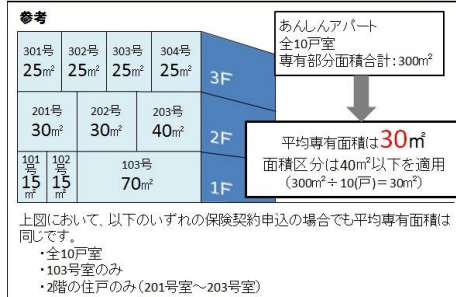 参考
301号 302号 303号 304号
25㎡ 25㎡ 25㎡ 25㎡
3F
201号 202号 203号
30㎡ 30㎡ 40㎡
2F
101号 102号 103号
15㎡ 15㎡ 70㎡
1F
あんしんアパート
全10戸室
専有部分面積合計:300㎡
平均専有面積は30㎡
面積区分は40㎡以下を適用
(300㎡÷10(戸)=30㎡)
上図において、以下のいずれの保険契約申込の場合でも平均専有面積は
同じです。
・全10戸室
・103号室のみ
・2階の住戸のみ(201号室~203号室)